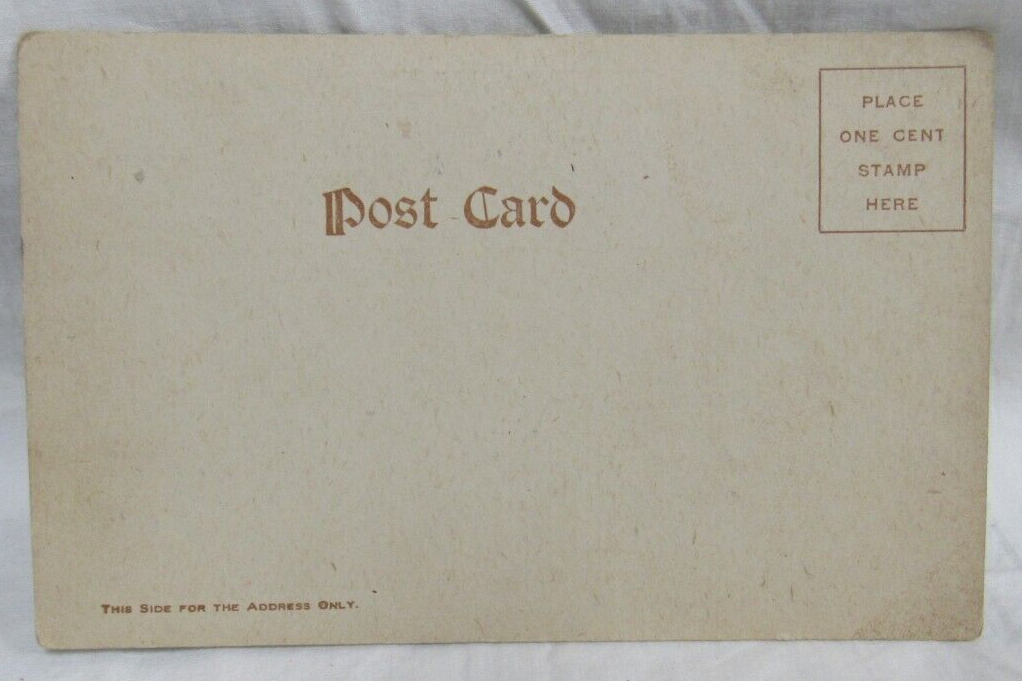 PLACE
ONE CENT
STAMP
HERE
Post Card
This Side for the Address Only.